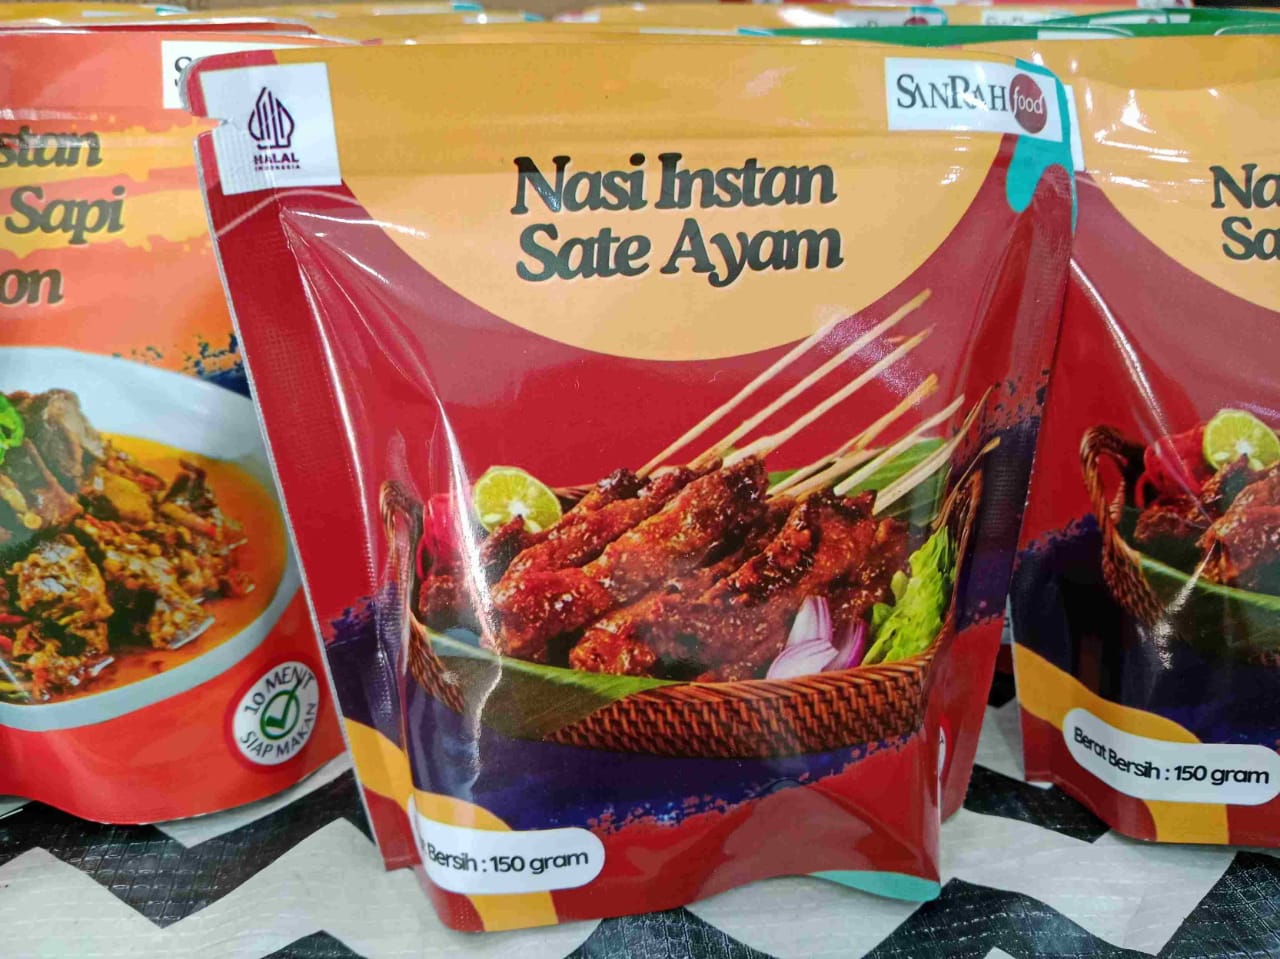 HALAL
INDONESIA
SANRAH food
Nasi Instan
Sate Ayam
Bersih : 150 gram
stan
Sapi
on
10 MENIT
SIAP MAKAN
Na
Sa
Berat Bersih : 150 gram